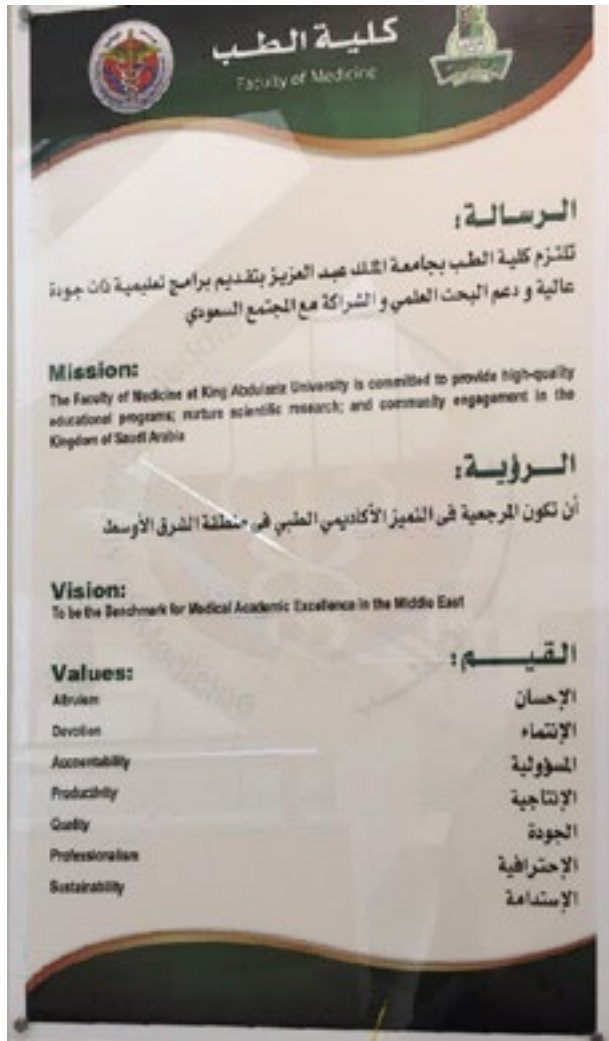 كلية الطب
Faculty of Medicine
الرسالة:
تلتزم كلية الطب بجامعة الملك عبد العزيز بتقديم برامج تعليمية ذات جودة
عالية و دعم البحث العلمي و الشراكة مع المجتمع السعودي
Mission:
The Faculty of Medicine at King Abdulaziz University is committed to provide high-quality
educational programs; nurture scientific research; and community engagement in the
Kingdom of Saudi Arabia
الرؤية:
أن تكون المرجعية في التميز الأكاديمي الطبي في منطقة الشرق الأوسط
Vision:
To be the Benchmark for Medical Academic Excellence in the Middle East
القيم:
Values:
الإحسان
Altruism
الإنتماء
Devotion
المسؤولية
Accountability
الإنتاجية
Productivity
الجودة
Quality
الإحترافية
Professionalism
الإستدامة
Sustainability